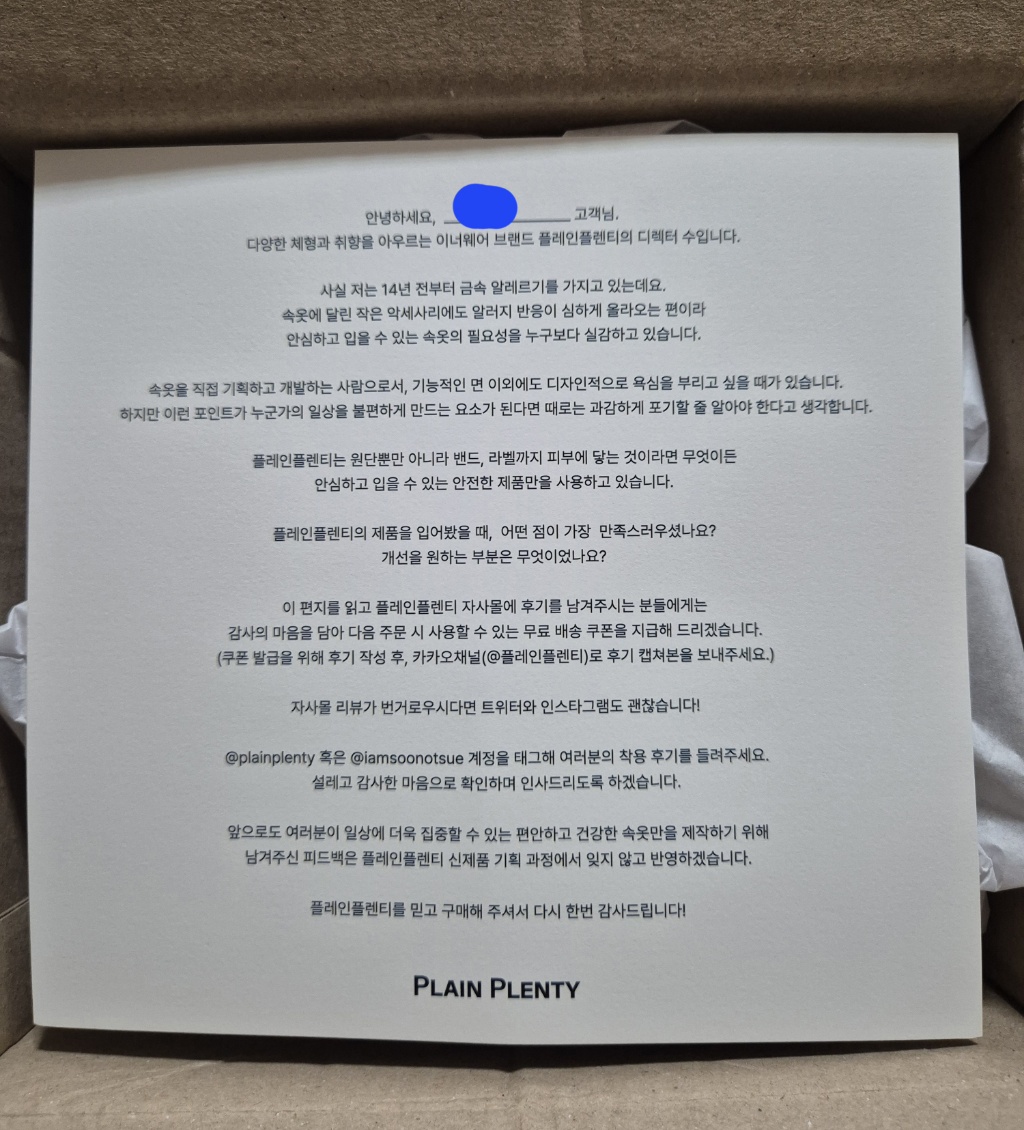 안녕하세요, 고객님.
다양한 체형과 취향을 아우르는 이너웨어 브랜드 플레인플렌티의 디렉터 수입니다.
사실 저는 14년 전부터 금속 알레르기를 가지고 있는데요.
속옷에 달린 작은 악세사리에도 알러지 반응이 심하게 올라오는 편이라
안심하고 입을 수 있는 속옷의 필요성을 누구보다 실감하고 있습니다.
속옷을 직접 기획하고 개발하는 사람으로서, 기능적인 면 이외에도 디자인적으로 욕심을 부리고 싶을 때가 있습니다.
하지만 이런 포인트가 누군가의 일상을 불편하게 만드는 요소가 된다면 때로는 과감하게 포기할 줄 알아야 한다고 생각합니다.
플레인플렌티는 원단뿐만 아니라 밴드, 라벨까지 피부에 닿는 것이라면 무엇이든
안심하고 입을 수 있는 안전한 제품만을 사용하고 있습니다.
플레인플렌티의 제품을 입어봤을 때, 어떤 점이 가장 만족스러우셨나요?
개선을 원하는 부분은 무엇이었나요?
이 편지를 읽고 플레인플렌티 자사몰에 후기를 남겨주시는 분들에게는
감사의 마음을 담아 다음 주문 시 사용할 수 있는 무료 배송 쿠폰을 지급해 드리겠습니다.
(쿠폰 발급을 위해 후기 작성 후, 카카오채널(@플레인플렌티)로 후기 캡쳐본을 보내주세요.)
자사몰 리뷰가 번거로우시다면 트위터와 인스타그램도 괜찮습니다!
@plainplenty 혹은 @iamsoonotsue 계정을 태그해 여러분의 착용 후기를 들려주세요.
설레고 감사한 마음으로 확인하며 인사드리도록 하겠습니다.
앞으로도 여러분이 일상에 더욱 집중할 수 있는 편안하고 건강한 속옷만을 제작하기 위해
남겨주신 피드백은 플레인플렌티 신제품 기획 과정에서 잊지 않고 반영하겠습니다.
플레인플렌티를 믿고 구매해 주셔서 다시 한번 감사드립니다!
PLAIN PLENTY